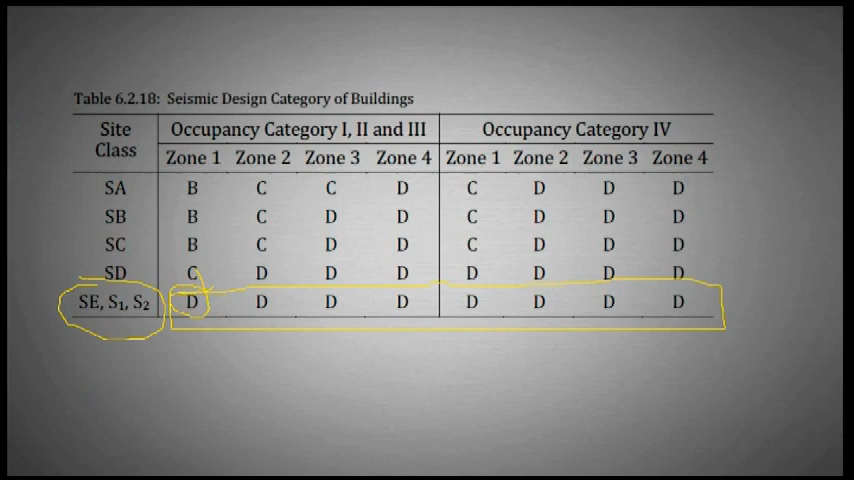 Table 6.2.18: Seismic Design Category of Buildings
Site Class Occupancy Category I, II and III Occupancy Category IV
Zone 1 Zone 2 Zone 3 Zone 4 Zone 1 Zone 2 Zone 3 Zone 4
SA B C C D C D D D
SB B C D D C D D D
SC B C D D C D D D
SD C D D D D D D D
SE, S₁, S₂ D D D D D D D D